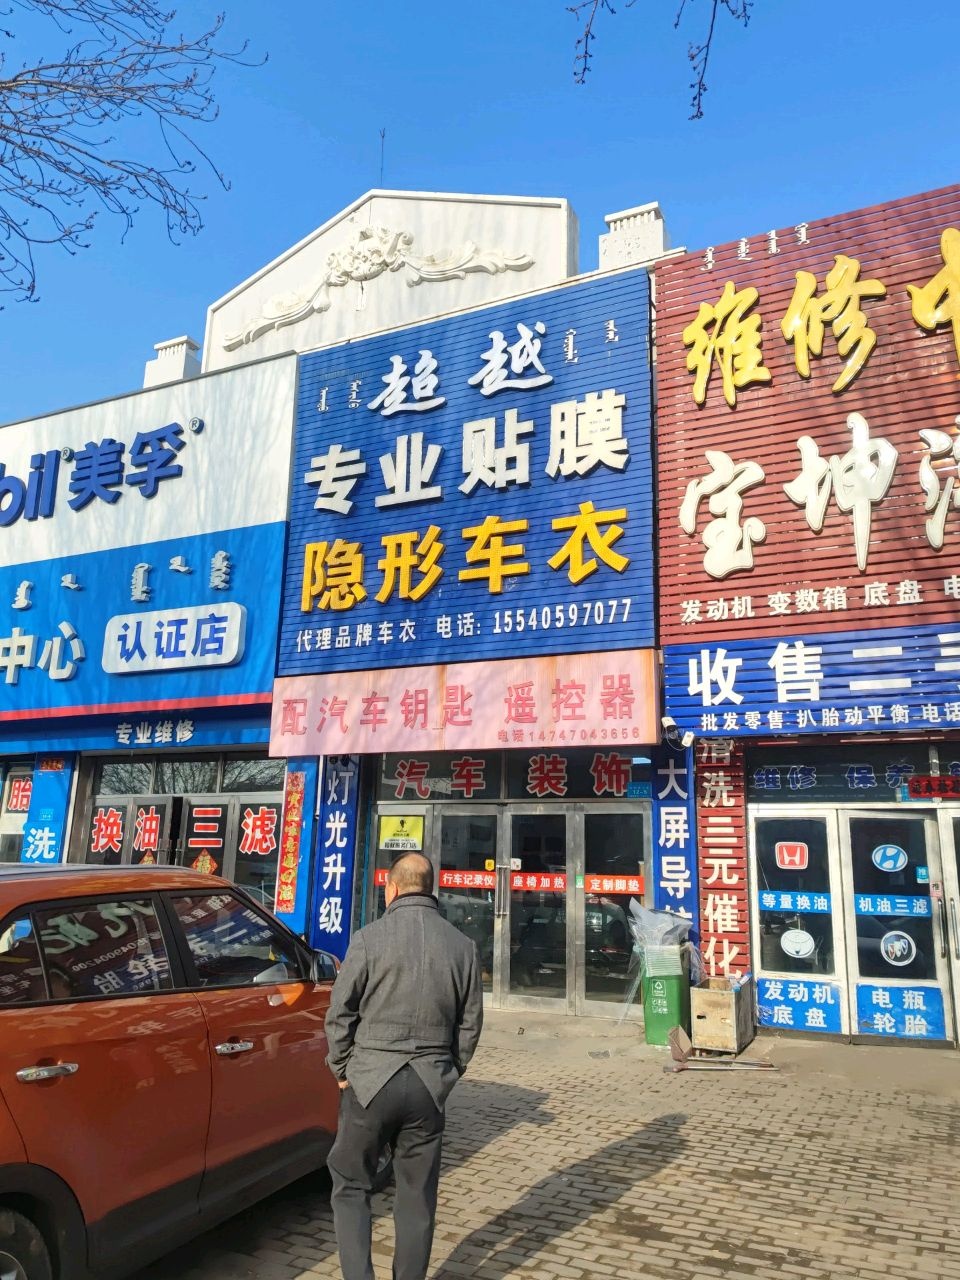 超越
专业贴膜
隐形车衣
代理品牌车衣 电话: 15540597077
配汽车钥匙 遥控器
电话14747043656
汽车装饰
灯光升级
大屏导航
行车记录仪
座椅加热
定制脚垫
bil®美孚®
中心
认证店
专业维修
换油三滤
胎
洗
维修中
宝坤
发动机 变数箱 底盘 电
收售二手
批发零售 扒胎动平衡 电话
清洗三元催化
维修 保养
等量换油
机油三滤
发动机
底盘
电瓶
轮胎